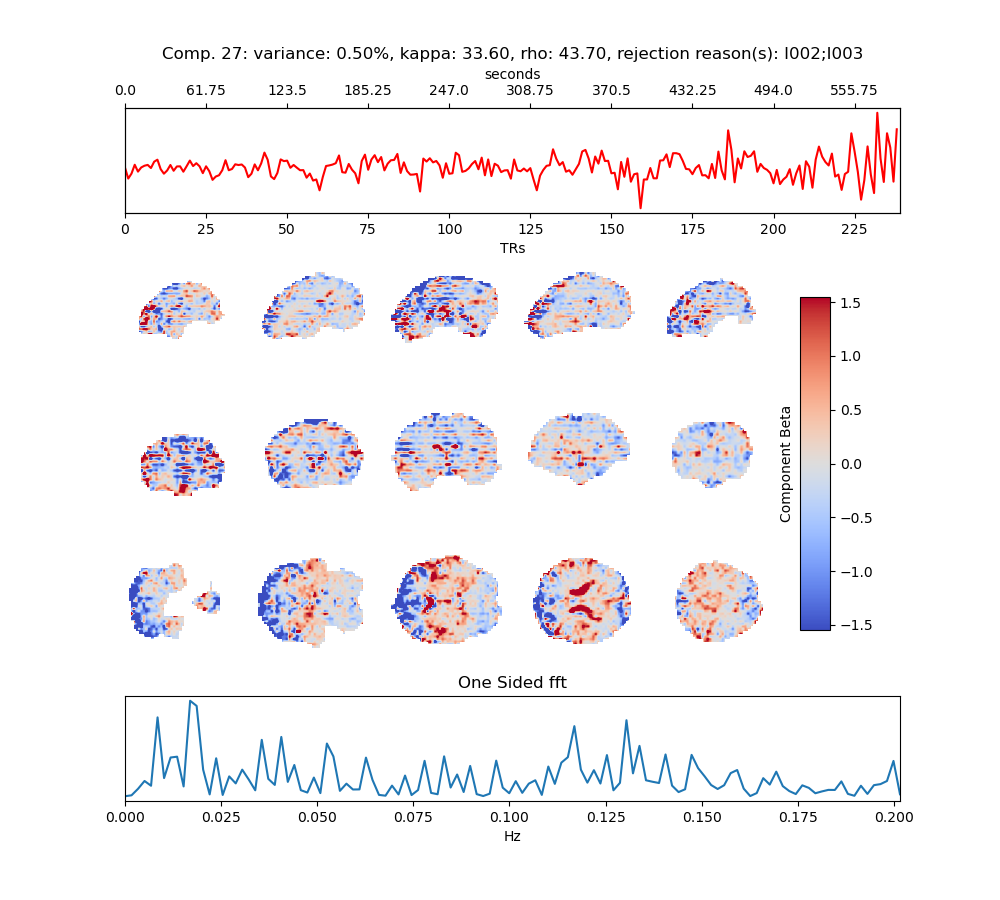 Comp. 27: variance: 0.50%, kappa: 33.60, rho: 43.70, rejection reason(s): I002;I003
seconds
0.0 61.75 123.5 185.25 247.0 308.75 370.5 432.25 494.0 555.75
0 25 50 75 100 125 150 175 200 225
TRs
1.5
1.0
0.5
0.0
−0.5
−1.0
−1.5
Component Beta
One Sided fft
0.000 0.025 0.050 0.075 0.100 0.125 0.150 0.175 0.200
Hz